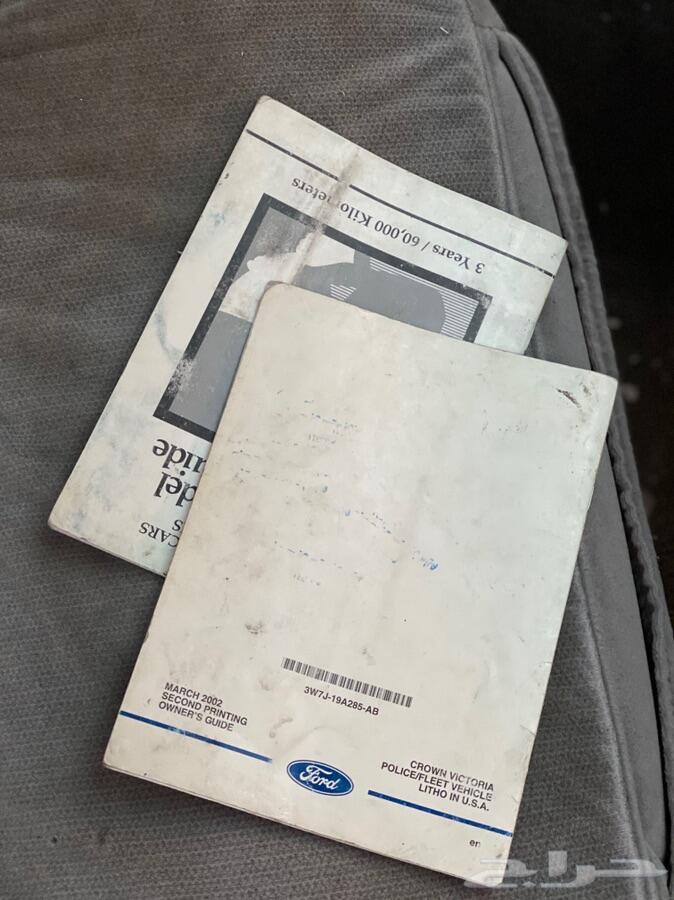 3 Years / 60,000 Kilometers
del
uide
CARS
3W7J-19A285-AB
MARCH 2002
SECOND PRINTING
OWNER'S GUIDE
Ford
CROWN VICTORIA
POLICE/FLEET VEHICLE
LITHO IN U.S.A.
en
حراج